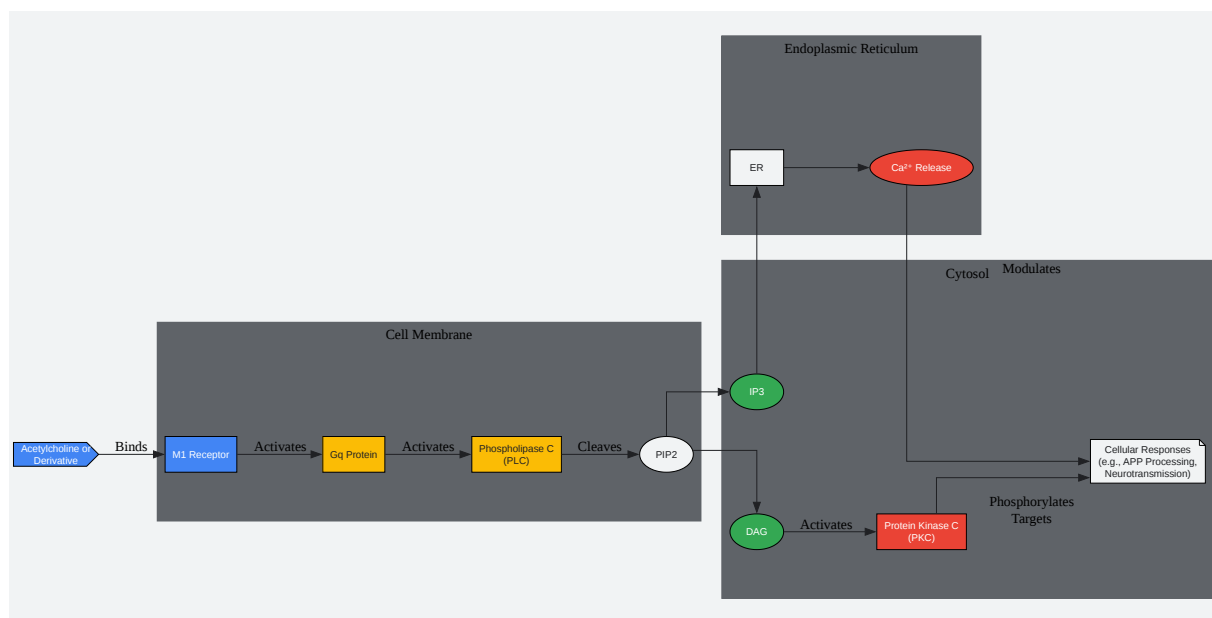 Endoplasmic Reticulum
ER
Ca²⁺ Release
Cytosol
Modulates
Cell Membrane
IP3
Acetylcholine or
Derivative
Binds
M1 Receptor
Activates
Gq Protein
Activates
Phospholipase C
(PLC)
Cleaves
PIP2
Cellular Responses
(e.g., APP Processing,
Neurotransmission)
DAG
Activates
Protein Kinase C
(PKC)
Phosphorylates
Targets